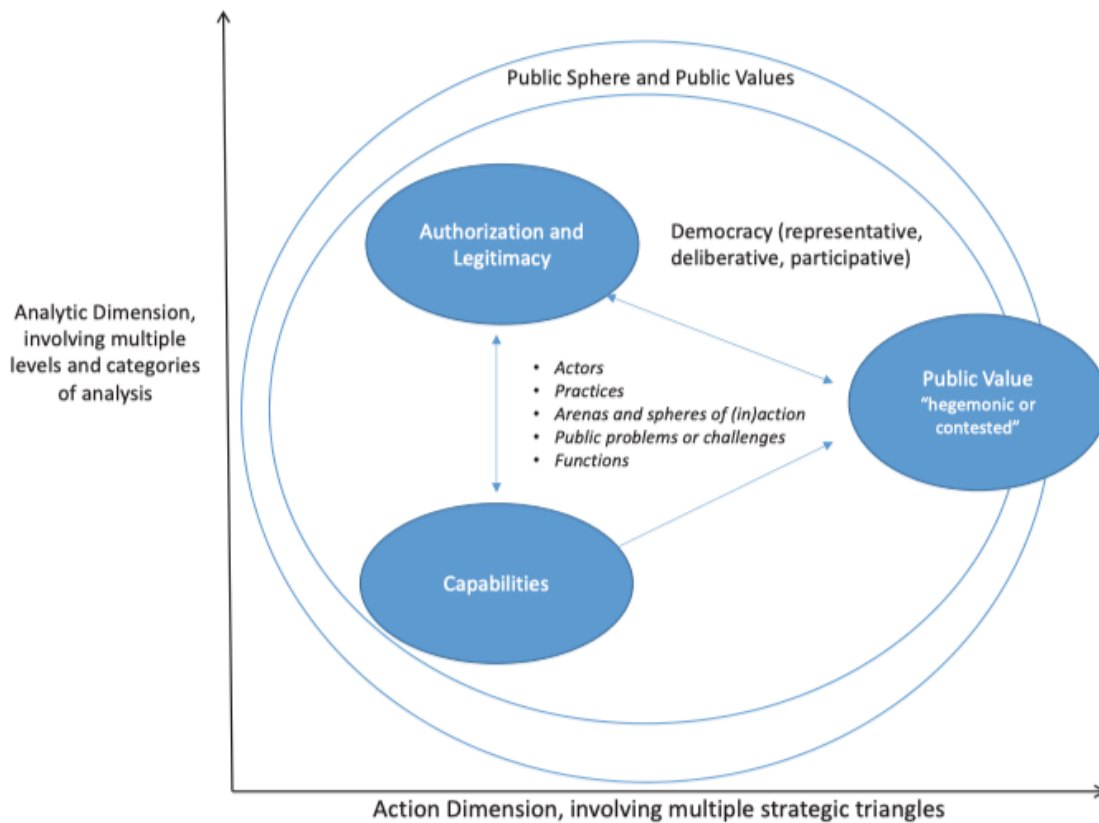 Public Sphere and Public Values
Authorization and
Legitimacy
Democracy (representative,
deliberative, participative)
Analytic Dimension,
involving multiple
levels and categories
of analysis
• Actors
• Practices
• Arenas and spheres of (in)action
• Public problems or challenges
• Functions
Public Value
“hegemonic or
contested”
Capabilities
Action Dimension, involving multiple strategic triangles